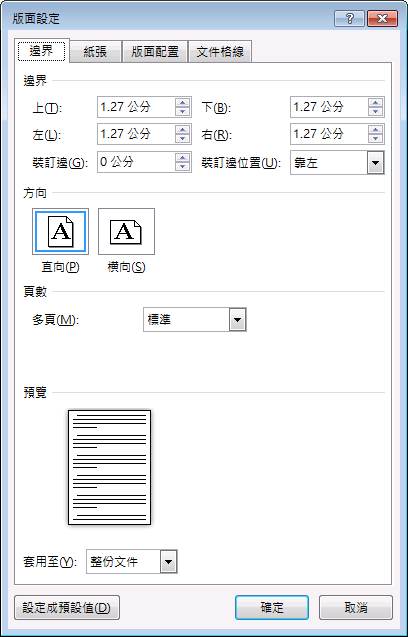 版面設定
邊界 紙張 版面配置 文件格線
邊界
上(T): 1.27 公分 下(B): 1.27 公分
左(L): 1.27 公分 右(R): 1.27 公分
裝訂邊(G): 0 公分 裝訂邊位置(U): 靠左
方向
A A
直向(P) 橫向(S)
頁數
多頁(M): 標準
預覽
套用至(Y): 整份文件
設定成預設值(D) 確定 取消